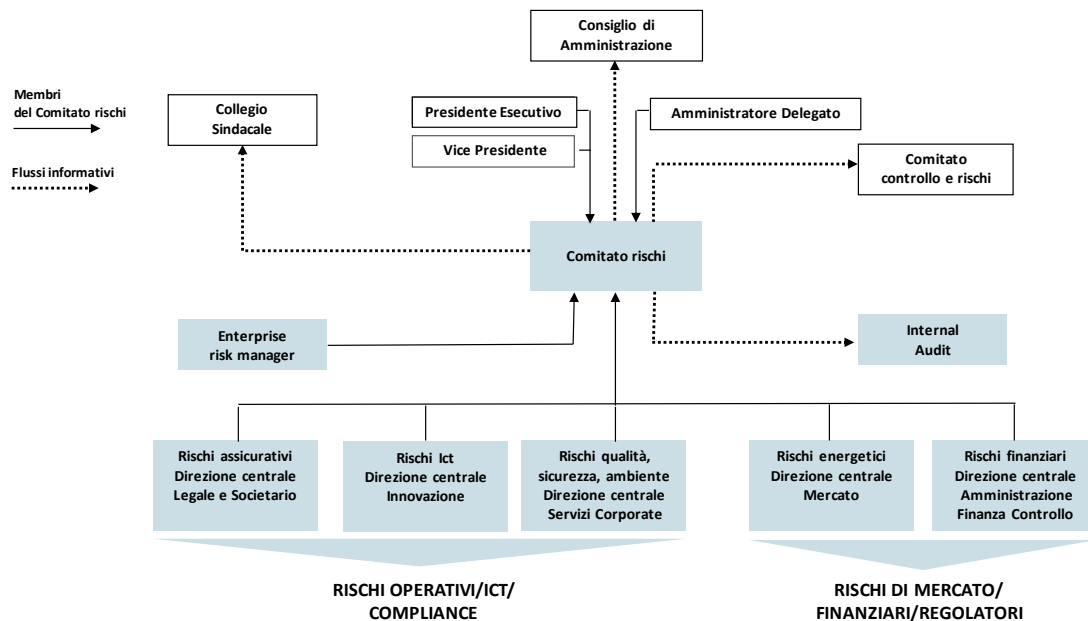 Consiglio di
Amministrazione
Membri
del Comitato rischi
Collegio
Sindacale
Presidente Esecutivo
Amministratore Delegato
Vice Presidente
Flussi informativi
Comitato
controllo e rischi
Comitato rischi
Enterprise
risk manager
Internal
Audit
Rischi assicurativi
Direzione centrale
Legale e Societario
Rischi Ict
Direzione centrale
Innovazione
Rischi qualità,
sicurezza, ambiente
Direzione centrale
Servizi Corporate
Rischi energetici
Direzione centrale
Mercato
Rischi finanziari
Direzione centrale
Amministrazione
Finanza Controllo
RISCHI OPERATIVI/ICT/
COMPLIANCE
RISCHI DI MERCATO/
FINANZIARI/REGOLATORI